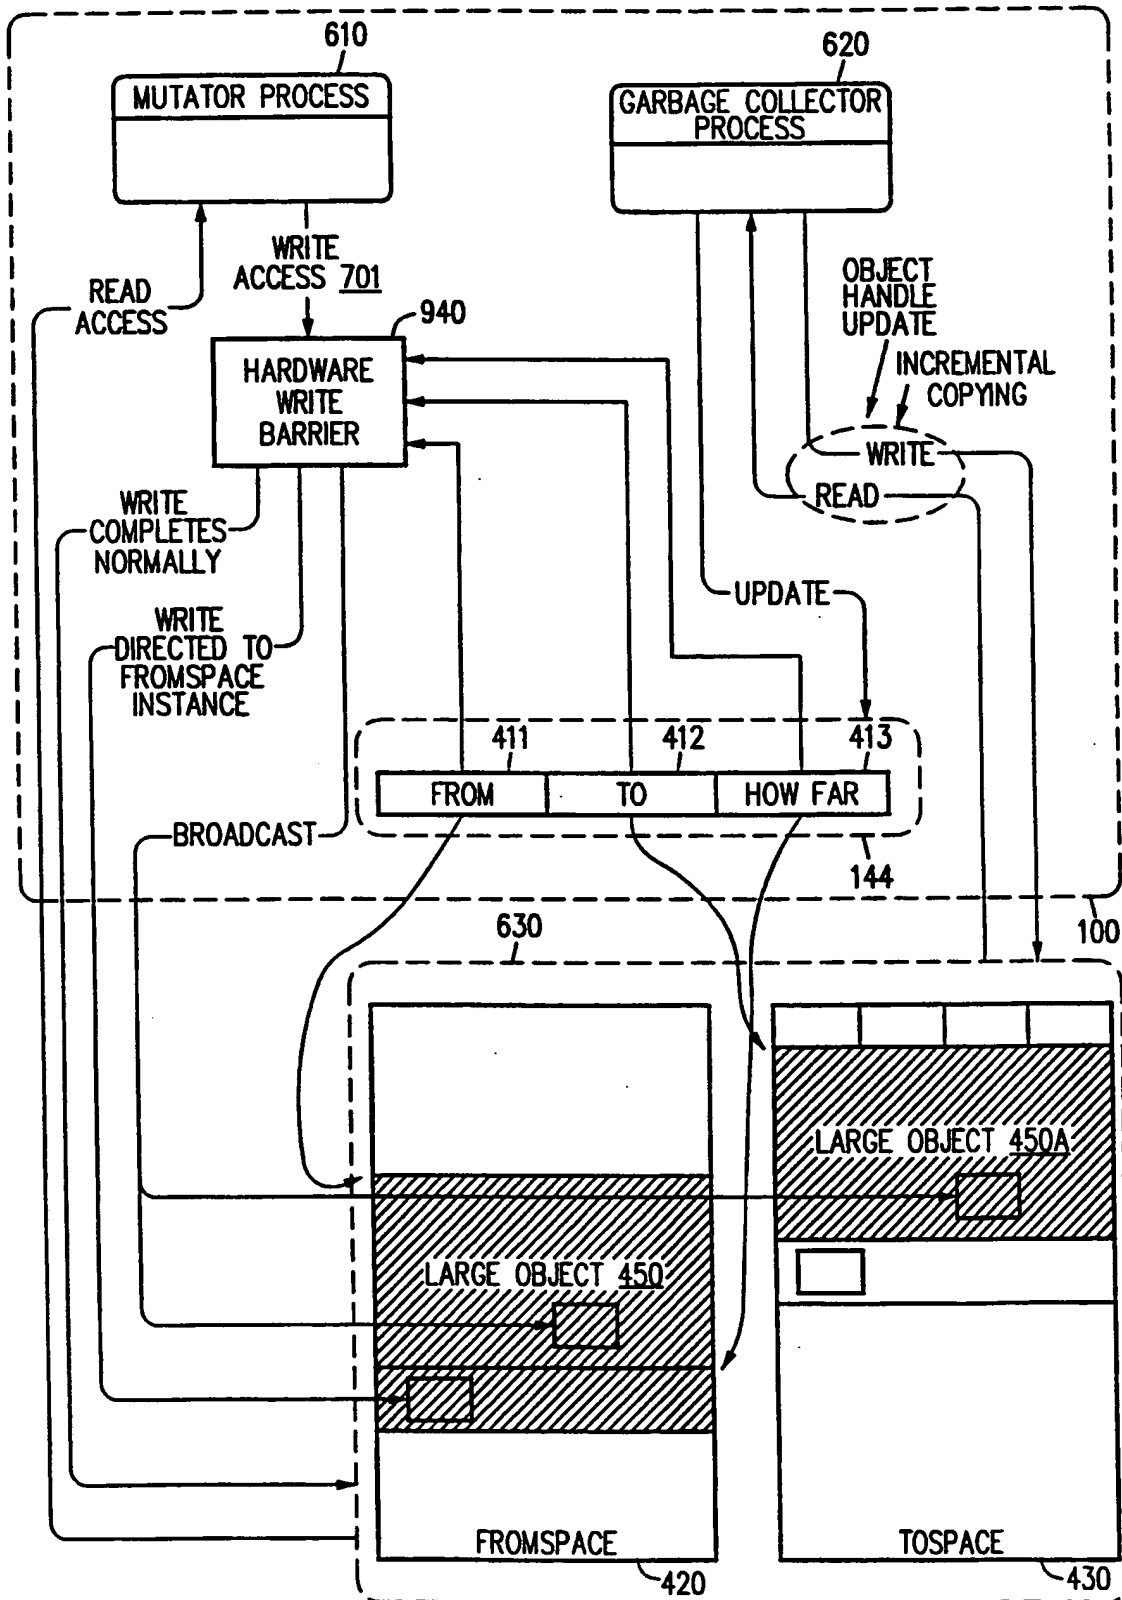 610
620
MUTATOR PROCESS
GARBAGE COLLECTOR
PROCESS
WRITE
ACCESS 701
READ
ACCESS
OBJECT
HANDLE
UPDATE
940
HARDWARE
WRITE
BARRIER
INCREMENTAL
COPYING
WRITE
READ
WRITE
COMPLETES
NORMALLY
UPDATE
WRITE
DIRECTED TO
FROMSPACE
INSTANCE
411
412
413
FROM
TO
HOW FAR
BROADCAST
144
100
630
LARGE OBJECT 450A
LARGE OBJECT 450
FROMSPACE
TOSPACE
420
430